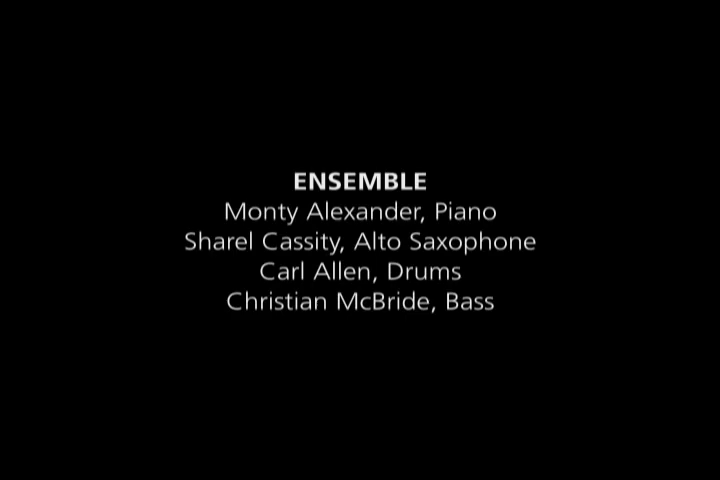 ENSEMBLE
Monty Alexander, Piano
Sharel Cassity, Alto Saxophone
Carl Allen, Drums
Christian McBride, Bass